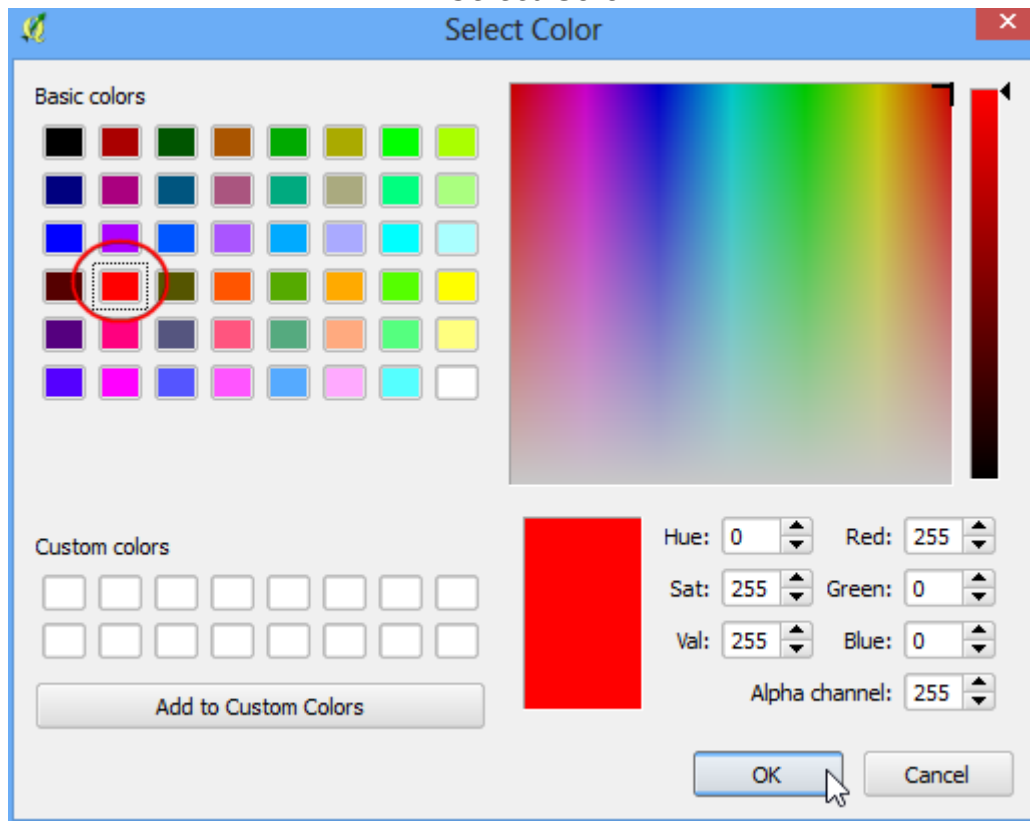 Select Color
Basic colors
Custom colors
Add to Custom Colors
Hue: 0 Red: 255
Sat: 255 Green: 0
Val: 255 Blue: 0
Alpha channel: 255
OK Cancel